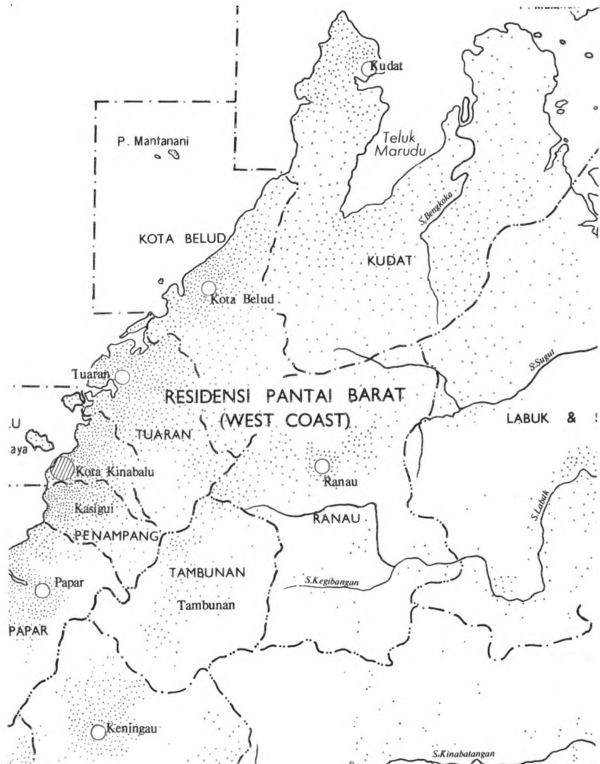 Kudat
Teluk
Marudu
P. Mantanani
S.Bengkoka
KOTA BELUD
KUDAT
Kota Belud
S.Sugut
Tuaran
RESIDENSI PANTAI BARAT
(WEST COAST)
LABUK &
TUARAN
aya
Kota Kinabalu
Ranau
Kasigui
S.Labuk
RANAU
PENAMPANG
TAMBUNAN
Papar
S.Kegibangan
Tambunan
PAPAR
Keningau
S.Kinabatangan